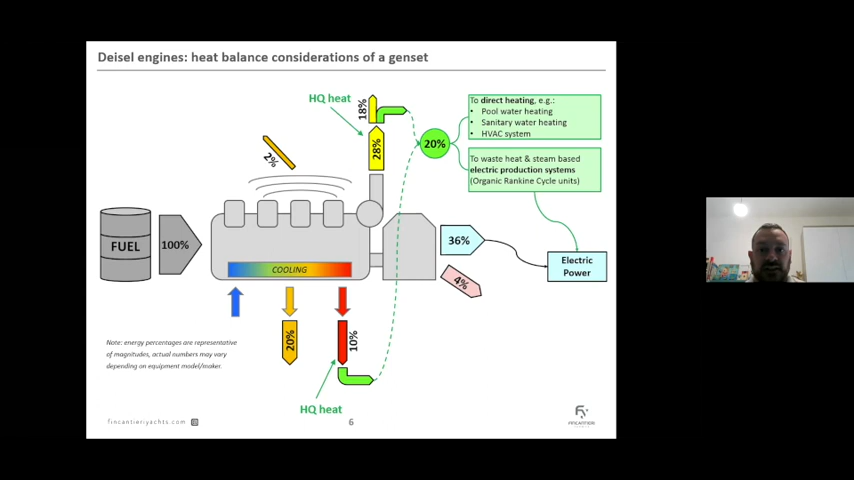 Deisel engines: heat balance considerations of a genset
HQ heat
18%
28%
2%
20%
To direct heating, e.g.:
• Pool water heating
• Sanitary water heating
• HVAC system
To waste heat & steam based
electric production systems
(Organic Rankine Cycle units)
FUEL
100%
COOLING
36%
4%
Electric
Power
20%
10%
HQ heat
Note: energy percentages are representative
of magnitudes, actual numbers may vary
depending on equipment model/maker.
fincantieriyachts.com
6
FINCANTIERI